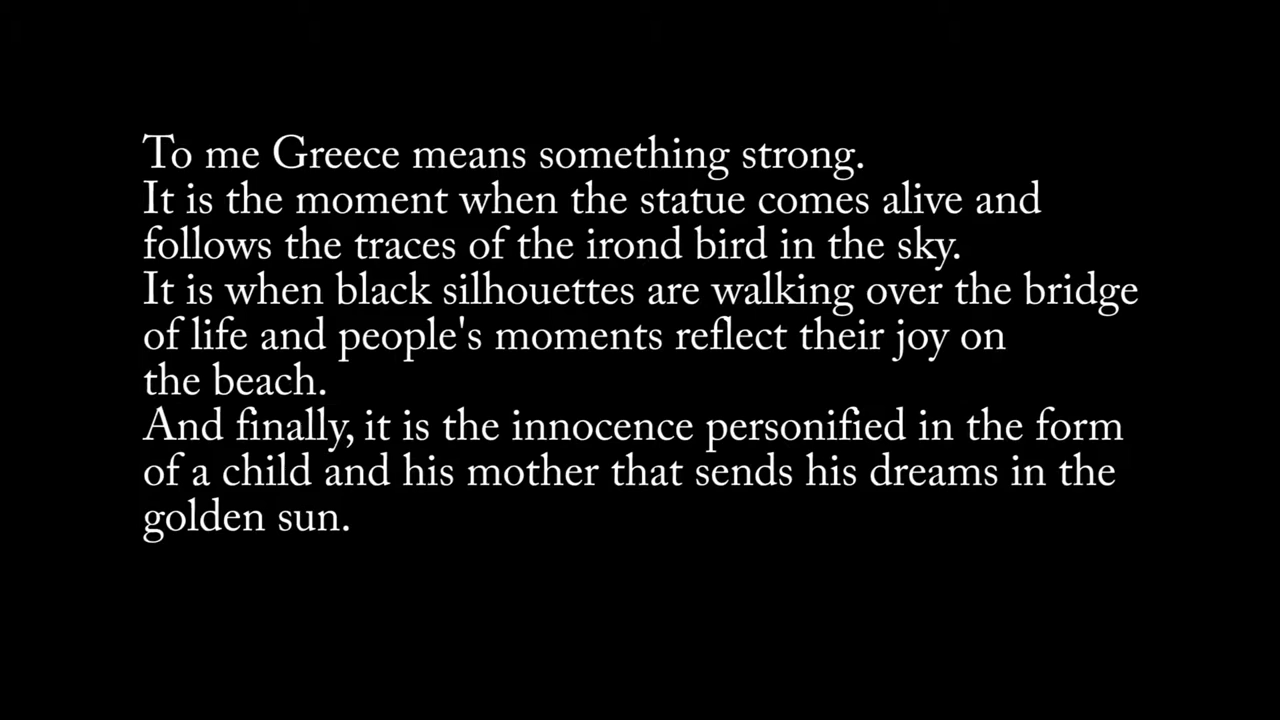 To me Greece means something strong.
It is the moment when the statue comes alive and
follows the traces of the irond bird in the sky.
It is when black silhouettes are walking over the bridge
of life and people's moments reflect their joy on
the beach.
And finally, it is the innocence personified in the form
of a child and his mother that sends his dreams in the
golden sun.